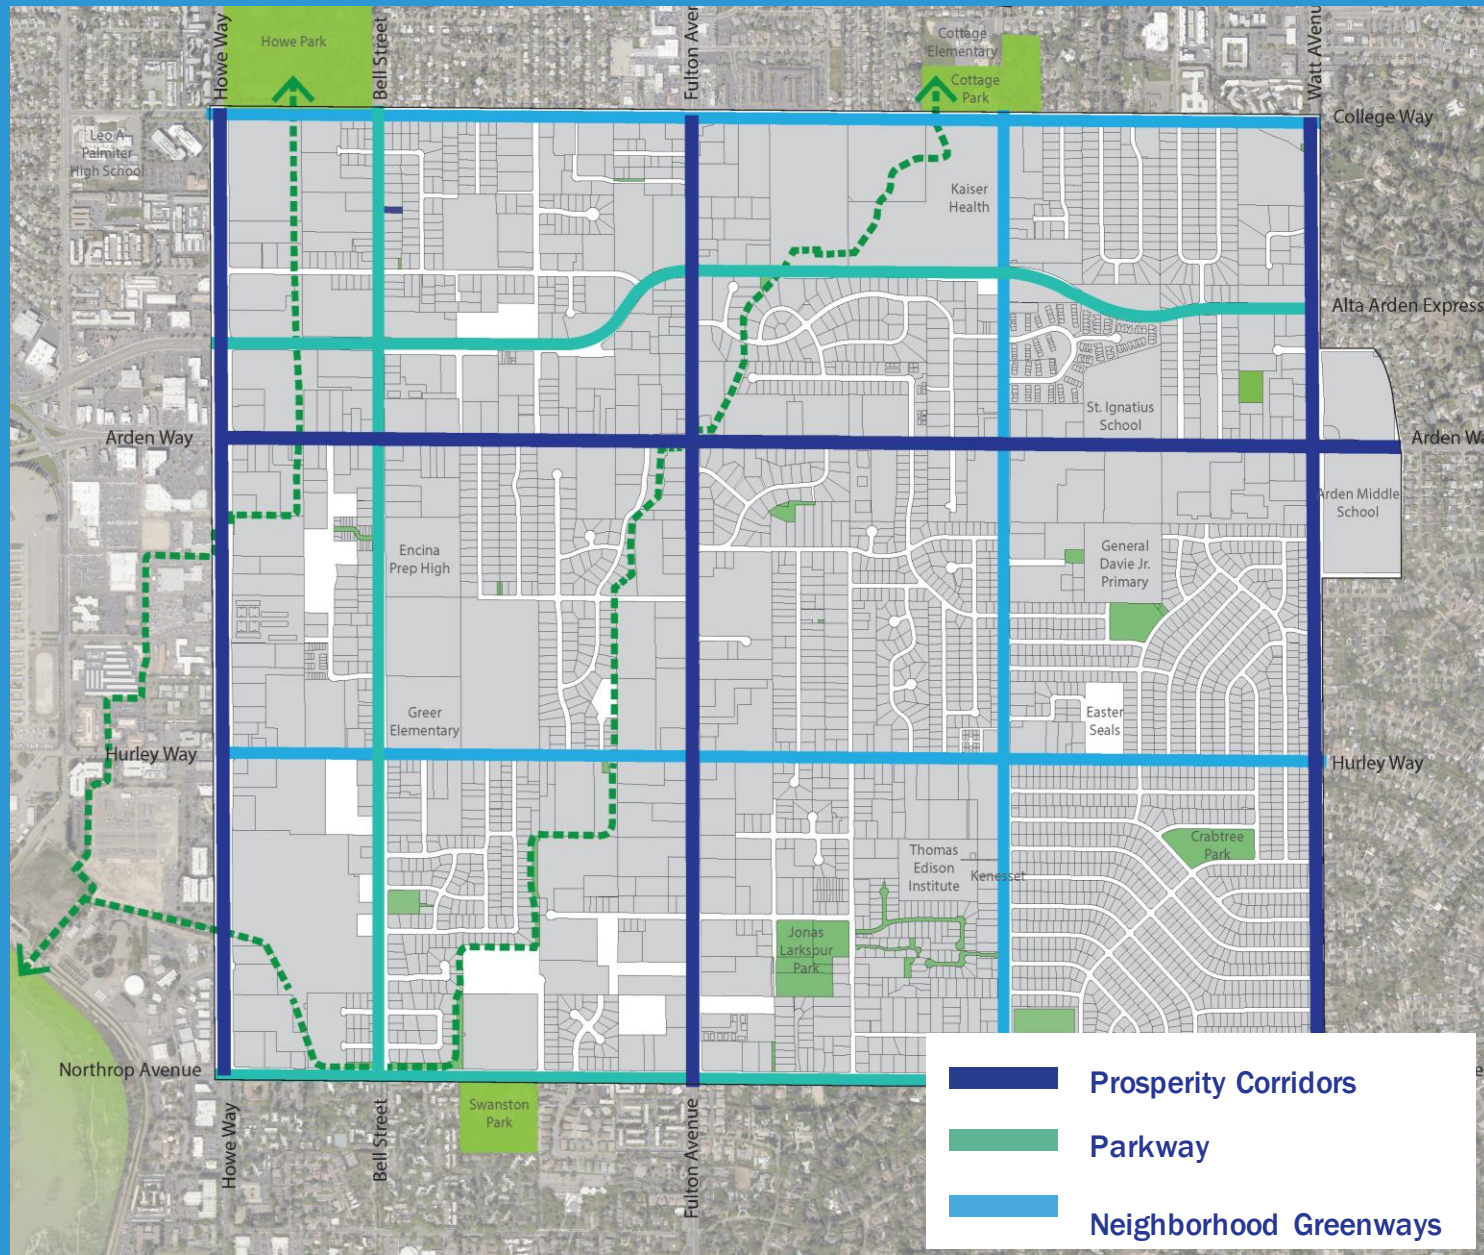 Howe Way
Howe Park
Bell Street
Fulton Aven
Cottage
Elementary
Cottage
Park
Watt AVenu
College Way
Leo A
Palmiter
High School
Kaiser
Health
Alta Arden Express
St. Ignatius
School
Arden Way
Arden Wa
Arden Middle
School
Encina
Prep High
General
Davie Jr.
Primary
Greer
Elementary
Easter
Seals
Hurley Way
Hurley Way
Crabtree
Park
Thomas
Edison
Institute
Kenesset
Jonas
Larkspur
Park
Northrop Avenue
Swanston
Park
Howe Way
Bell Street
Fulton Avenue
Prosperity Corridors
Parkway
Neighborhood Greenways